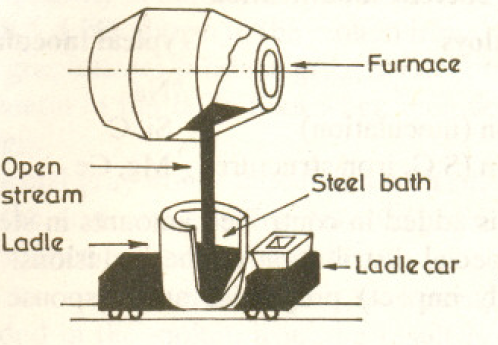 Furnace
Open
stream
Steel bath
Ladle
Ladle car